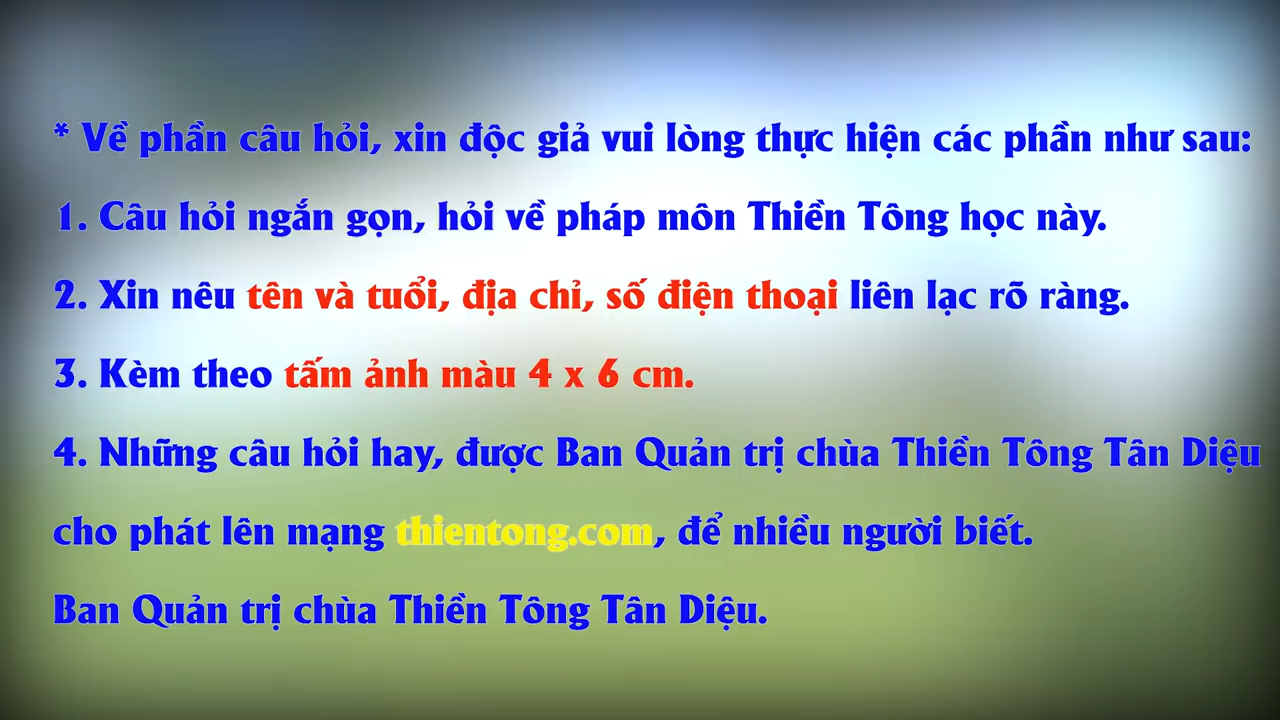 * Về phần câu hỏi, xin độc giả vui lòng thực hiện các phần như sau:
1. Câu hỏi ngắn gọn, hỏi về pháp môn Thiền Tông học này.
2. Xin nêu tên và tuổi, địa chỉ, số điện thoại liên lạc rõ ràng.
3. Kèm theo tấm ảnh màu 4 x 6 cm.
4. Những câu hỏi hay, được Ban Quản trị chùa Thiền Tông Tân Diệu
cho phát lên mạng thientong.com, để nhiều người biết.
Ban Quản trị chùa Thiền Tông Tân Diệu.